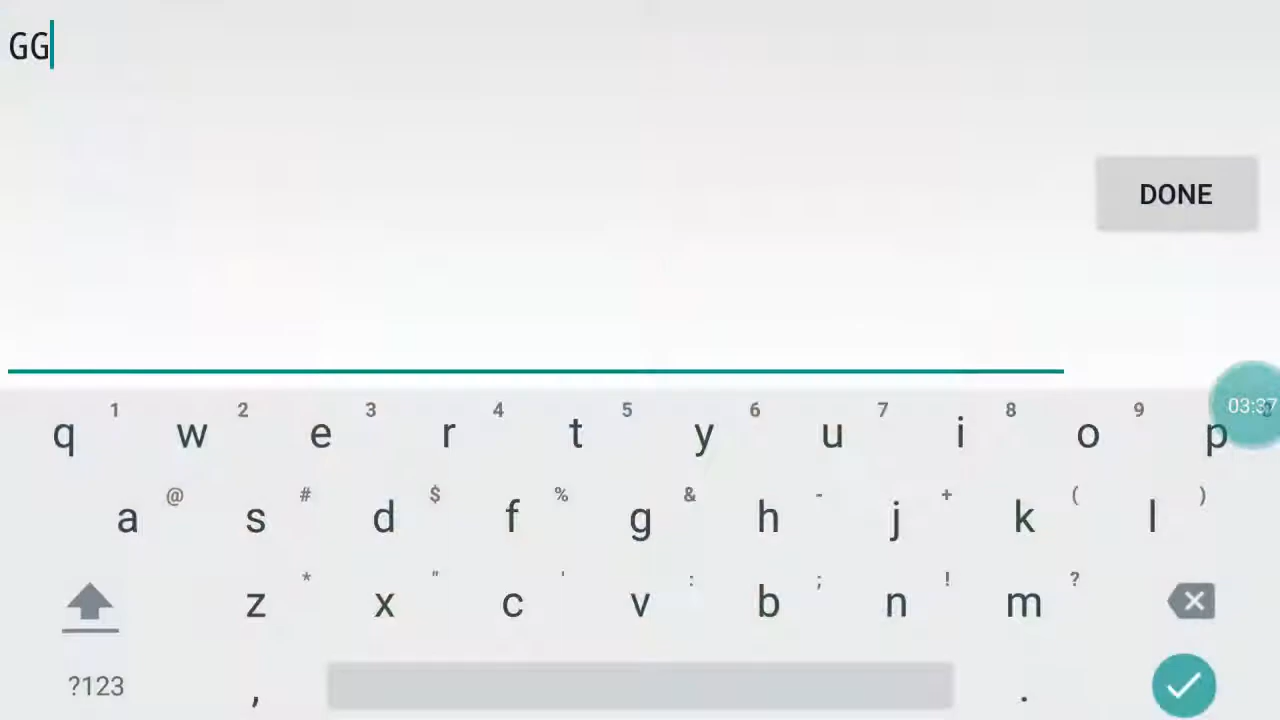 GG
DONE
1 2 3 4 5 6 7 8 9
q w e r t y u i o p
03:37
@ # $ % & - + ( )
a s d f g h j k l
* " ' : ; ! ?
z x c v b n m
?123 , .